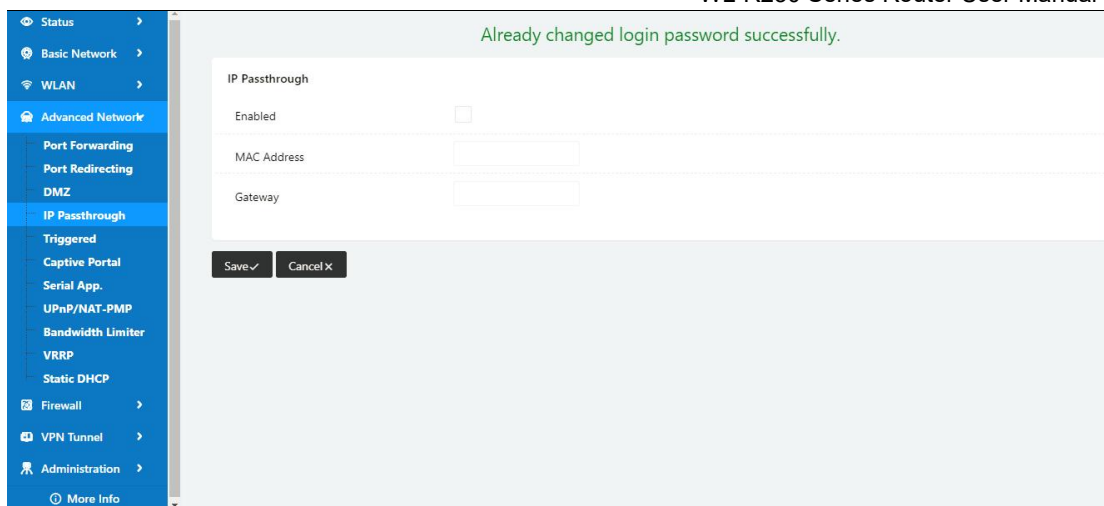 Status
Basic Network
WLAN
Advanced Network
Port Forwarding
Port Redirecting
DMZ
IP Passthrough
Triggered
Captive Portal
Serial App.
UPnP/NAT-PMP
Bandwidth Limiter
VRRP
Static DHCP
Firewall
VPN Tunnel
Administration
More Info
Already changed login password successfully.
IP Passthrough
Enabled
MAC Address
Gateway
Save
Cancel